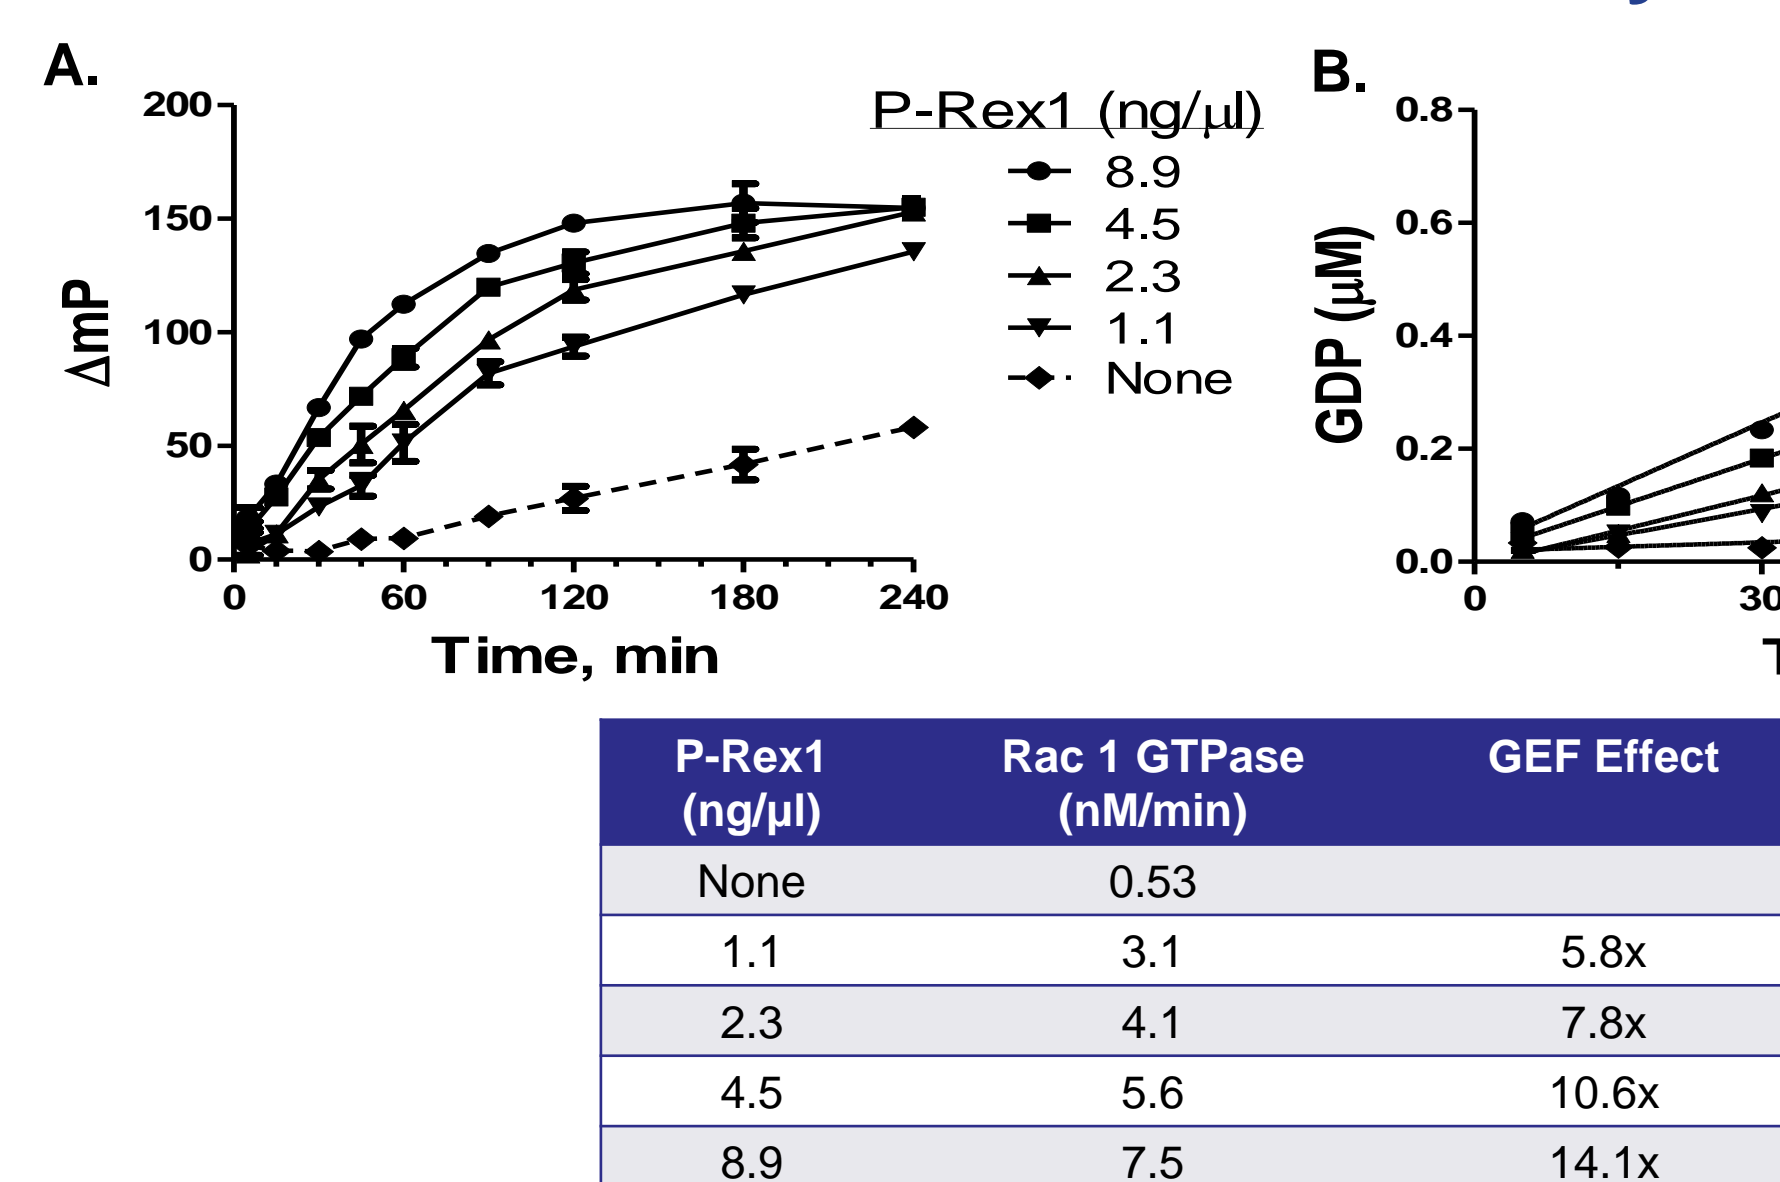 A.
200
150
100
50
0
ΔmP
0 60 120 180 240
Time, min
P-Rex1 (ng/µl)
8.9
4.5
2.3
1.1
None
B.
0.8
0.6
0.4
0.2
0.0
GDP (µM)
0 30
P-Rex1 (ng/µl) Rac 1 GTPase (nM/min) GEF Effect
None 0.53
1.1 3.1 5.8x
2.3 4.1 7.8x
4.5 5.6 10.6x
8.9 7.5 14.1x